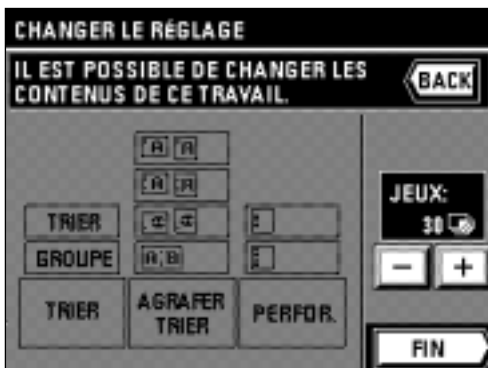 CHANGER LE RÉGLAGE
IL EST POSSIBLE DE CHANGER LES
CONTENUS DE CE TRAVAIL.
BACK
A A
A A
TRIER
GROUPE
A B
TRIER
AGRAFER
TRIER
PERFOR.
JEUX:
30
- +
FIN